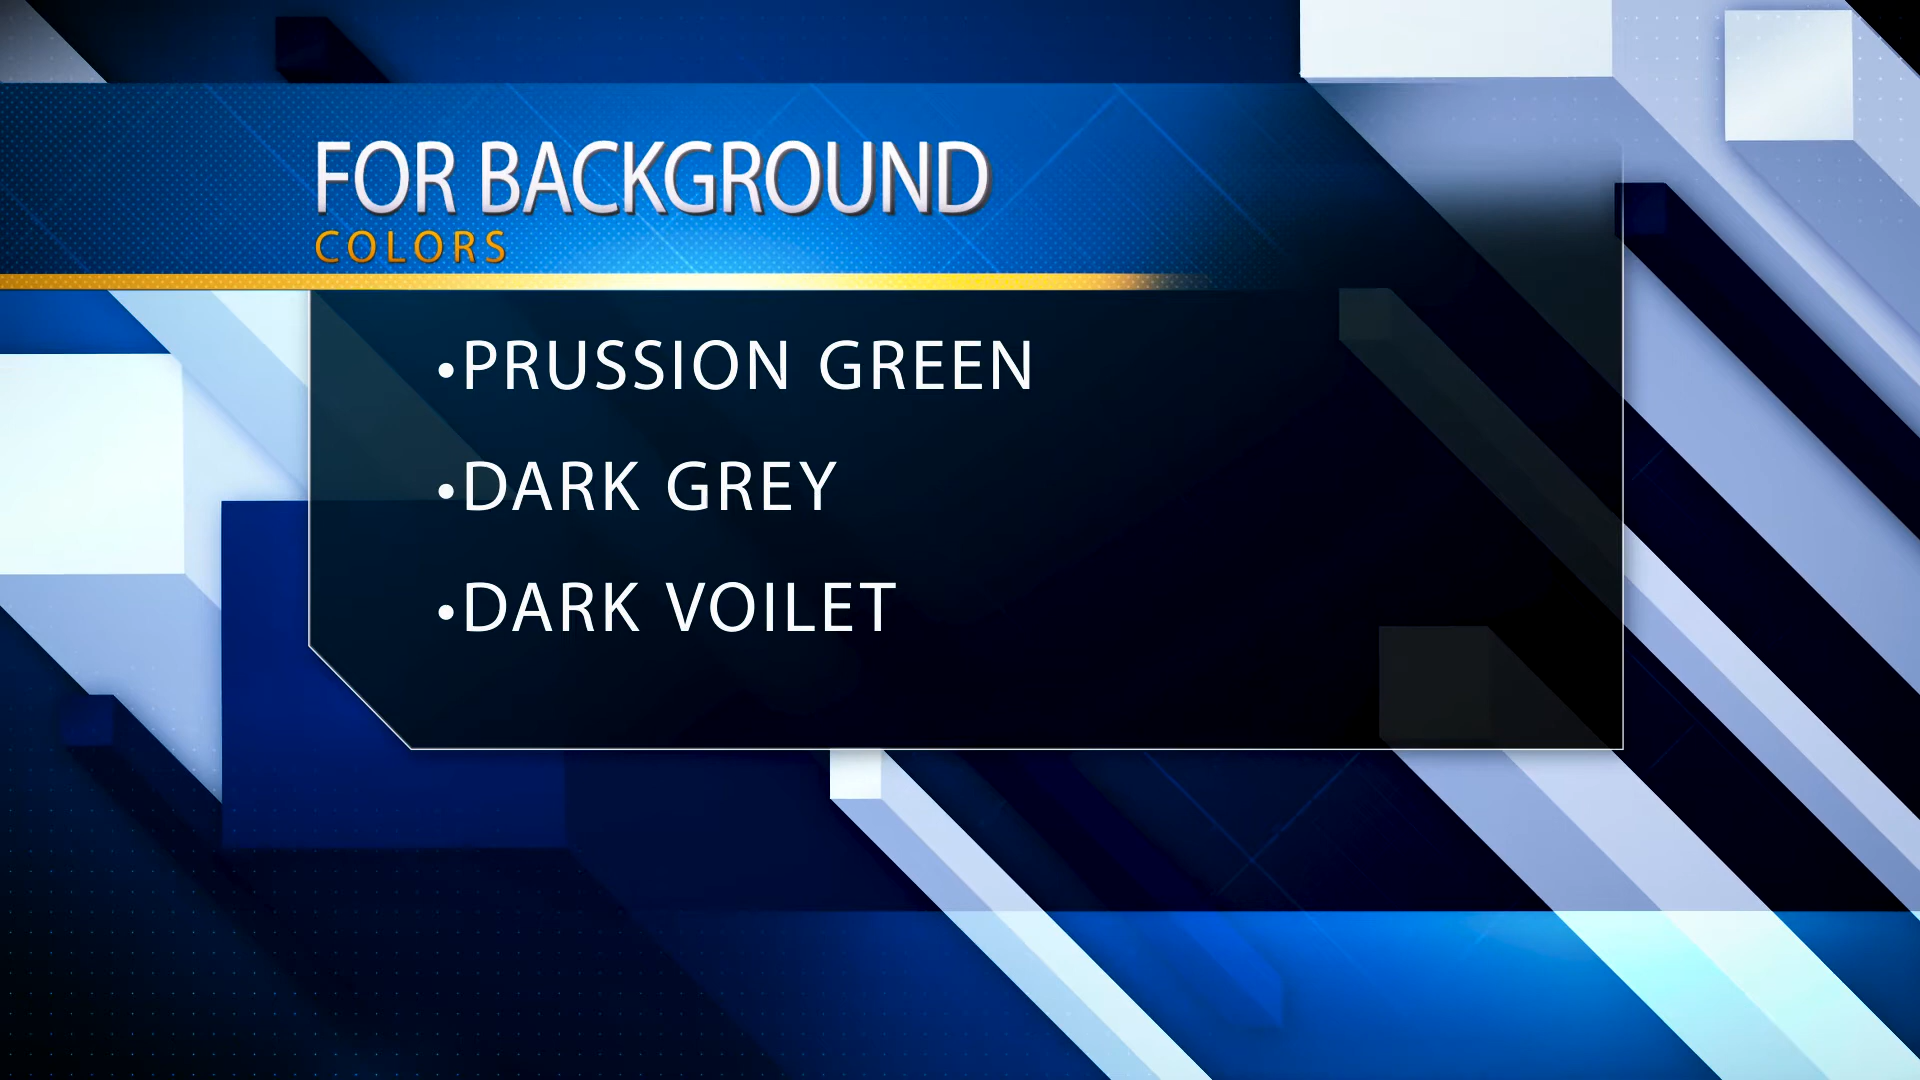 FOR BACKGROUND
COLORS
•PRUSSION GREEN
•DARK GREY
•DARK VOILET